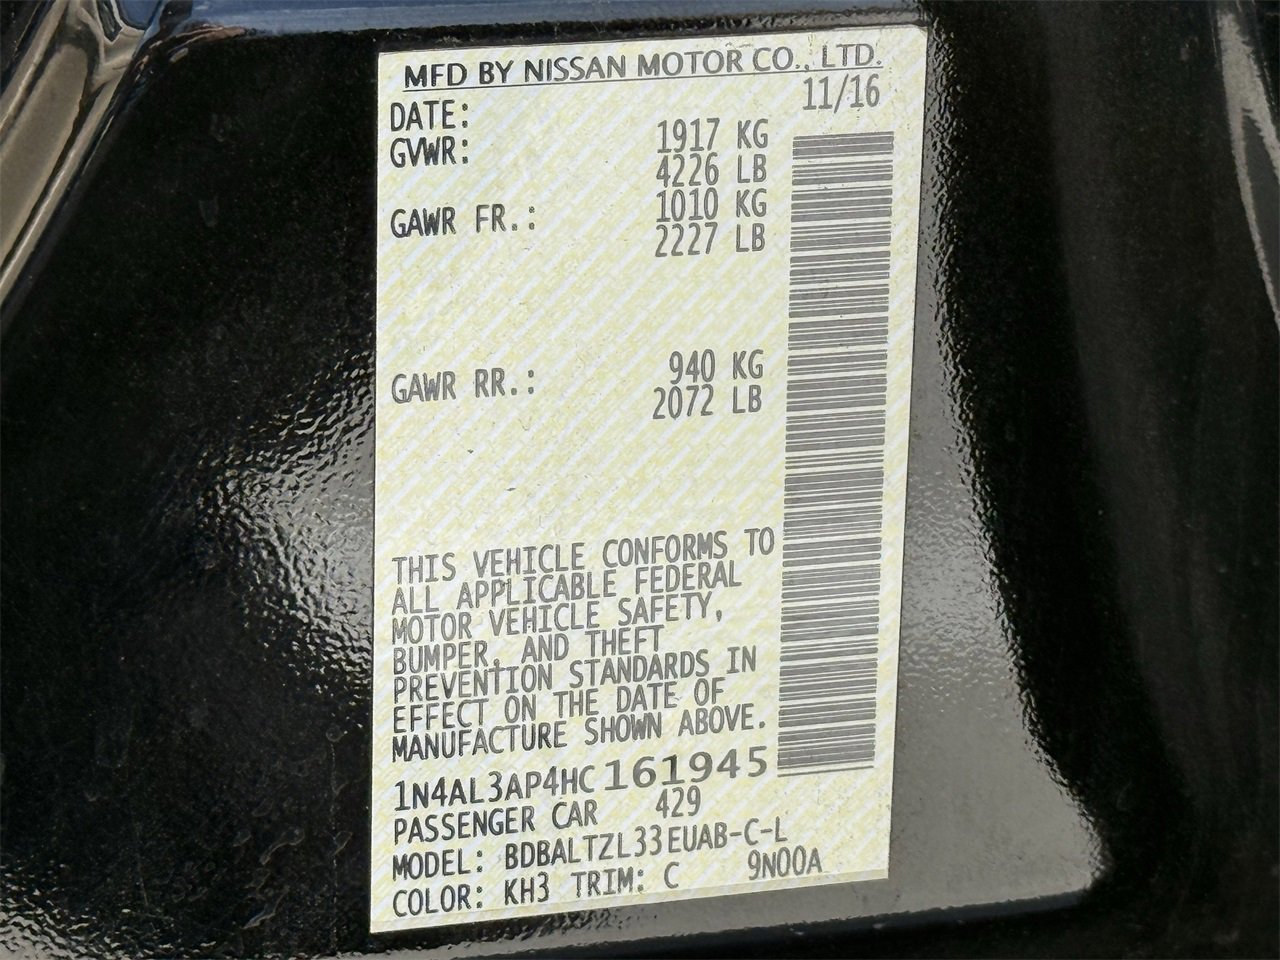 MFD BY NISSAN MOTOR CO., LTD.
DATE: 11/16
GVWR: 1917 KG
4226 LB
GAWR FR.: 1010 KG
2227 LB
GAWR RR.: 940 KG
2072 LB
THIS VEHICLE CONFORMS TO
ALL APPLICABLE FEDERAL
MOTOR VEHICLE SAFETY,
BUMPER, AND THEFT
PREVENTION STANDARDS IN
EFFECT ON THE DATE OF
MANUFACTURE SHOWN ABOVE.
1N4AL3AP4HC161945
PASSENGER CAR 429
MODEL: BDBALTZL33EUAB-C-L
COLOR: KH3 TRIM: C 9N00A